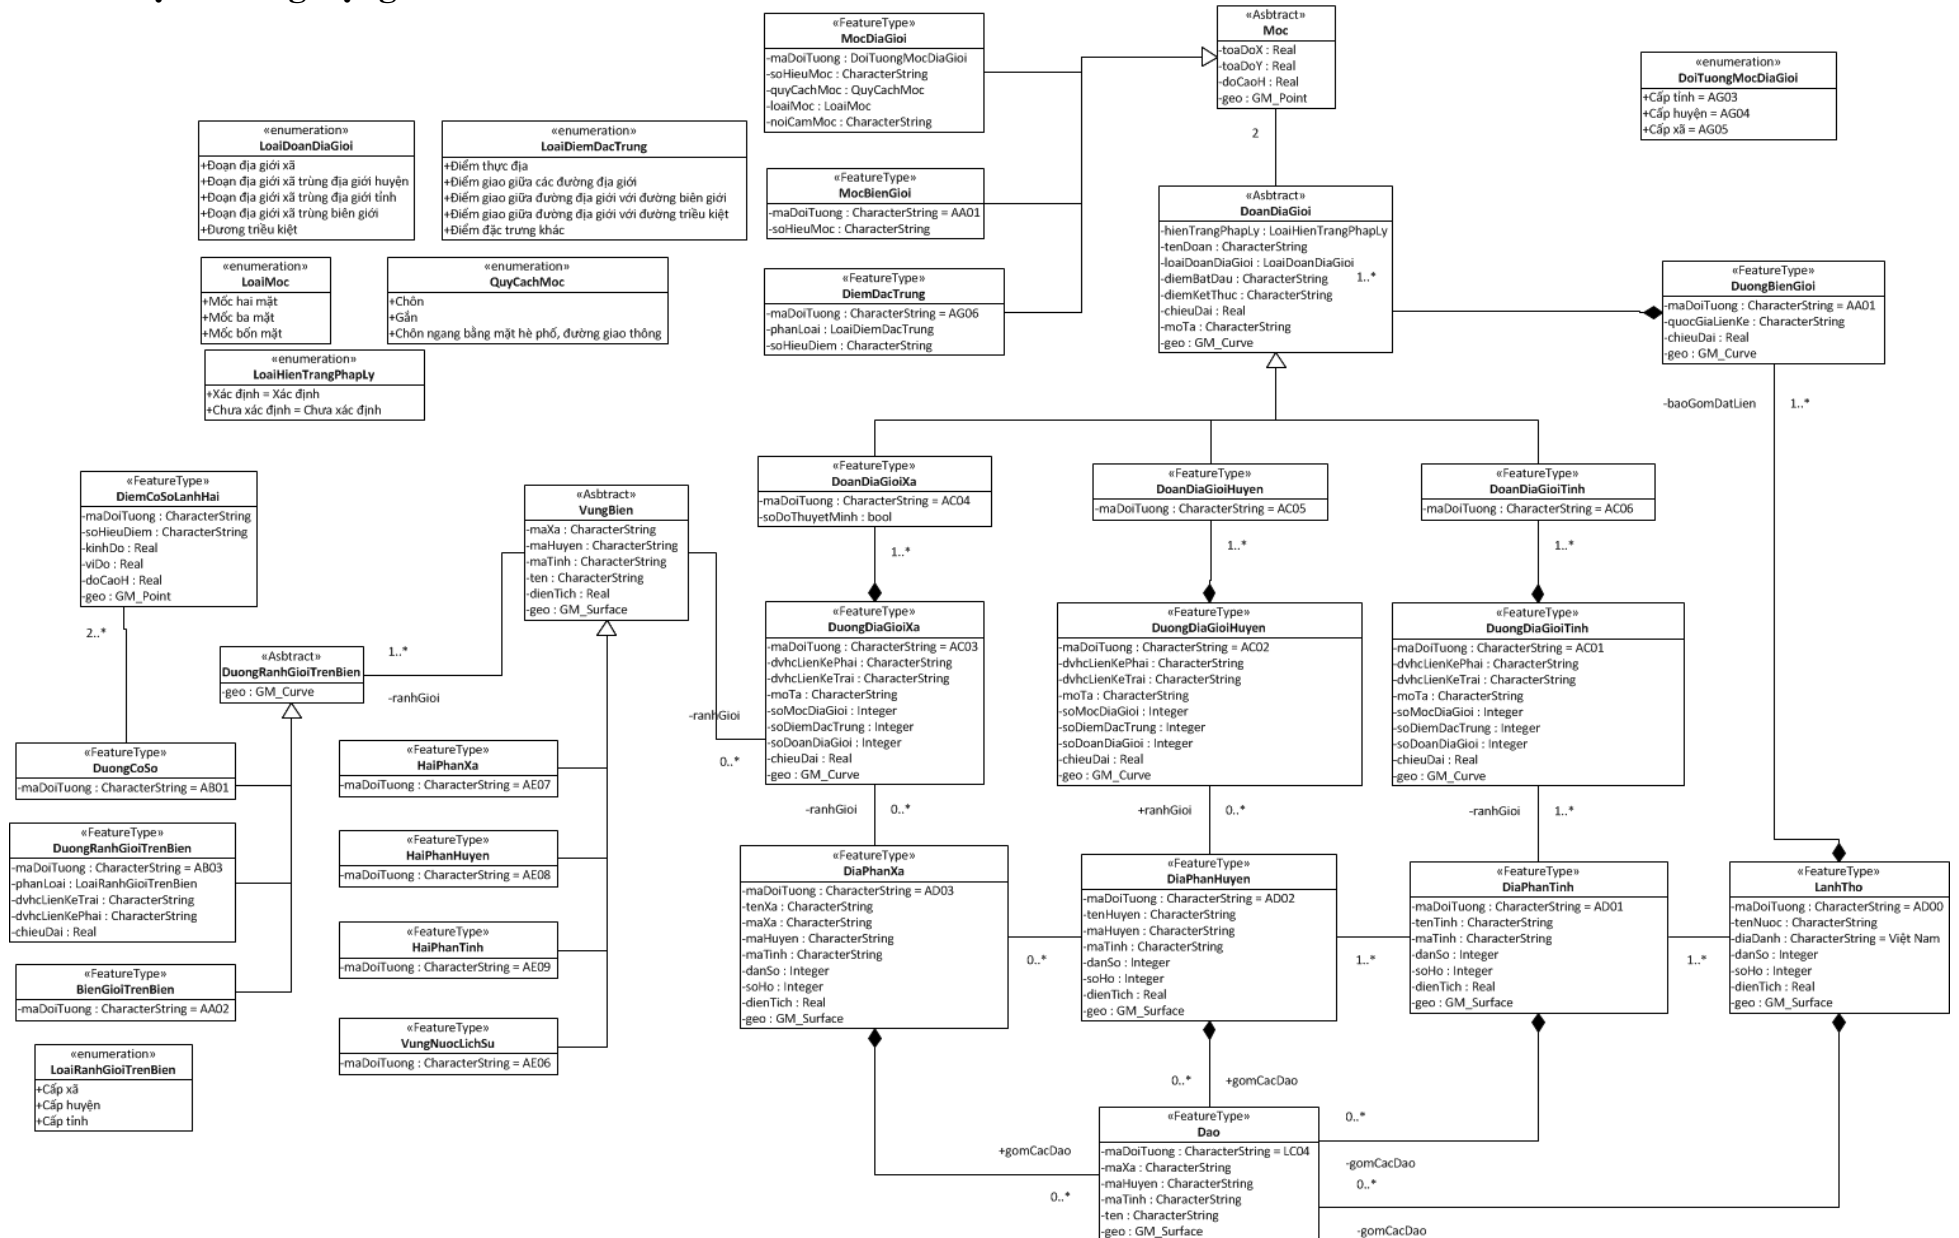 «FeatureType»
MocDiaGioi
-maDoiTuong : DoiTuongMocDiaGioi
-soHieuMoc : CharacterString
-quyCachMoc : QuyCachMoc
-loaiMoc : LoaiMoc
-noiCamMoc : CharacterString
«Asbtract»
Moc
-toaDoX : Real
-toaDoY : Real
-doCaoH : Real
-geo : GM_Point
2
«enumeration»
DoiTuongMocDiaGioi
+Cấp tỉnh = AG03
+Cấp huyện = AG04
+Cấp xã = AG05
«enumeration»
LoaiDoanDiaGioi
+Đoạn địa giới xã
+Đoạn địa giới xã trùng địa giới huyện
+Đoạn địa giới xã trùng địa giới tỉnh
+Đoạn địa giới xã trùng biên giới
+Đương triều kiệt
«enumeration»
LoaiDiemDacTrung
+Điểm thực địa
+Điểm giao giữa các đường địa giới
+Điểm giao giữa đường địa giới với đường biên giới
+Điểm giao giữa đường địa giới với đường triều kiệt
+Điểm đặc trưng khác
«FeatureType»
MocBienGioi
-maDoiTuong : CharacterString = AA01
-soHieuMoc : CharacterString
«Asbtract»
DoanDiaGioi
-hienTrangPhapLy : LoaiHienTrangPhapLy
-tenDoan : CharacterString
-loaiDoanDiaGioi : LoaiDoanDiaGioi
-diemBatDau : CharacterString
-diemKetThuc : CharacterString
-chieuDai : Real
-moTa : CharacterString
-geo : GM_Curve
1..*
«enumeration»
LoaiMoc
+Mốc hai mặt
+Mốc ba mặt
+Mốc bốn mặt
«enumeration»
QuyCachMoc
+Chôn
+Gắn
+Chôn ngang bằng mặt hè phố, đường giao thông
«FeatureType»
DiemDacTrung
-maDoiTuong : CharacterString = AG06
-phanLoai : LoaiDiemDacTrung
-soHieuDiem : CharacterString
«FeatureType»
DuongBienGioi
-maDoiTuong : CharacterString = AA01
-quocGiaLienKe : CharacterString
-chieuDai : Real
-geo : GM_Curve
-baoGomDatLien
1..*
«enumeration»
LoaiHienTrangPhapLy
+Xác định = Xác định
+Chưa xác định = Chưa xác định
«FeatureType»
DiemCoSoLanhHai
-maDoiTuong : CharacterString
-soHieuDiem : CharacterString
-kinhDo : Real
-viDo : Real
-doCaoH : Real
-geo : GM_Point
2..*
«Asbtract»
VungBien
-maXa : CharacterString
-maHuyen : CharacterString
-maTinh : CharacterString
-ten : CharacterString
-dienTich : Real
-geo : GM_Surface
«FeatureType»
DoanDiaGioiXa
-maDoiTuong : CharacterString = AC04
-soDoThuyetMinh : bool
1..*
«FeatureType»
DoanDiaGioiHuyen
-maDoiTuong : CharacterString = AC05
1..*
«FeatureType»
DoanDiaGioiTinh
-maDoiTuong : CharacterString = AC06
1..*
«Asbtract»
DuongRanhGioiTrenBien
-geo : GM_Curve
1..*
-ranhGioi
«FeatureType»
DuongDiaGioiXa
-maDoiTuong : CharacterString = AC03
-dvhcLienKePhai : CharacterString
-dvhcLienKeTrai : CharacterString
-moTa : CharacterString
-soMocDiaGioi : Integer
-soDiemDacTrung : Integer
-soDoanDiaGioi : Integer
-chieuDai : Real
-geo : GM_Curve
-ranhGioi
0..*
«FeatureType»
DuongDiaGioiHuyen
-maDoiTuong : CharacterString = AC02
-dvhcLienKePhai : CharacterString
-dvhcLienKeTrai : CharacterString
-moTa : CharacterString
-soMocDiaGioi : Integer
-soDiemDacTrung : Integer
-soDoanDiaGioi : Integer
-chieuDai : Real
-geo : GM_Curve
«FeatureType»
DuongDiaGioiTinh
-maDoiTuong : CharacterString = AC01
-dvhcLienKePhai : CharacterString
-dvhcLienKeTrai : CharacterString
-moTa : CharacterString
-soMocDiaGioi : Integer
-soDiemDacTrung : Integer
-soDoanDiaGioi : Integer
-chieuDai : Real
-geo : GM_Curve
«FeatureType»
DuongCoSo
-maDoiTuong : CharacterString = AB01
«FeatureType»
HaiPhanXa
-maDoiTuong : CharacterString = AE07
-ranhGioi 0..*
+ranhGioi 0..*
-ranhGioi 1..*
«FeatureType»
DuongRanhGioiTrenBien
-maDoiTuong : CharacterString = AB03
-phanLoai : LoaiRanhGioiTrenBien
-dvhcLienKeTrai : CharacterString
-dvhcLienKePhai : CharacterString
-chieuDai : Real
«FeatureType»
HaiPhanHuyen
-maDoiTuong : CharacterString = AE08
«FeatureType»
DiaPhanXa
-maDoiTuong : CharacterString = AD03
-tenXa : CharacterString
-maXa : CharacterString
-maHuyen : CharacterString
-maTinh : CharacterString
-danSo : Integer
-soHo : Integer
-dienTich : Real
-geo : GM_Surface
0..*
«FeatureType»
DiaPhanHuyen
-maDoiTuong : CharacterString = AD02
-tenHuyen : CharacterString
-maHuyen : CharacterString
-maTinh : CharacterString
-danSo : Integer
-soHo : Integer
-dienTich : Real
-geo : GM_Surface
1..*
«FeatureType»
DiaPhanTinh
-maDoiTuong : CharacterString = AD01
-tenTinh : CharacterString
-maTinh : CharacterString
-danSo : Integer
-soHo : Integer
-dienTich : Real
-geo : GM_Surface
1..*
«FeatureType»
LanhTho
-maDoiTuong : CharacterString = AD00
-tenNuoc : CharacterString
-diaDanh : CharacterString = Việt Nam
-danSo : Integer
-soHo : Integer
-dienTich : Real
-geo : GM_Surface
«FeatureType»
HaiPhanTinh
-maDoiTuong : CharacterString = AE09
«FeatureType»
BienGioiTrenBien
-maDoiTuong : CharacterString = AA02
«FeatureType»
VungNuocLichSu
-maDoiTuong : CharacterString = AE06
«enumeration»
LoaiRanhGioiTrenBien
+Cấp xã
+Cấp huyện
+Cấp tỉnh
0..* +gomCacDao
«FeatureType»
Dao
-maDoiTuong : CharacterString = LC04
-maXa : CharacterString
-maHuyen : CharacterString
-maTinh : CharacterString
-ten : CharacterString
-geo : GM_Surface
+gomCacDao
0..*
0..*
-gomCacDao
0..*
-gomCacDao